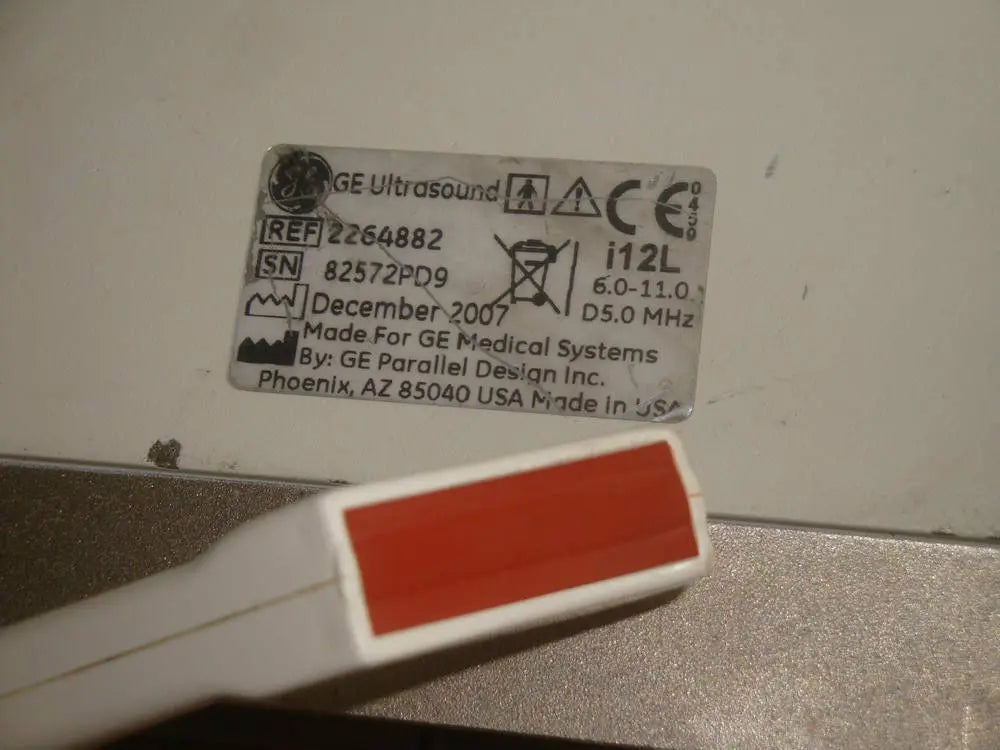 GE Ultrasound CE 0459
REF 2264882
SN 82572PD9
December 2007
i12L
6.0-11.0
D5.0 MHz
Made For GE Medical Systems
By: GE Parallel Design Inc.
Phoenix, AZ 85040 USA Made in USA